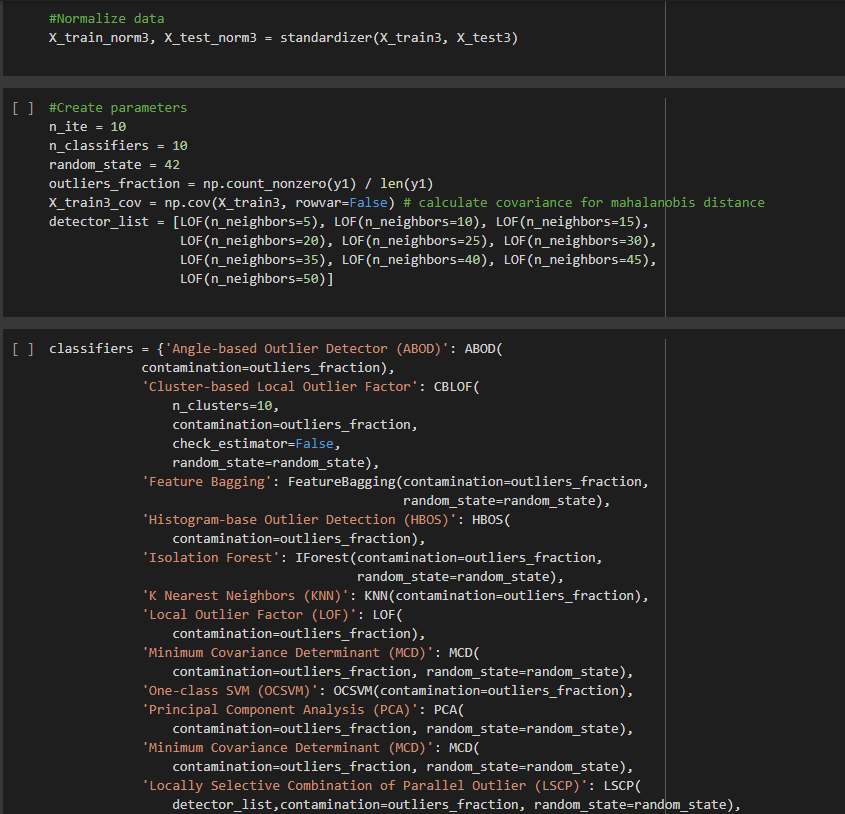 #Normalize data
X_train_norm3, X_test_norm3 = standardizer(X_train3, X_test3)
[ ] #Create parameters
n_ite = 10
n_classifiers = 10
random_state = 42
outliers_fraction = np.count_nonzero(y1) / len(y1)
X_train3_cov = np.cov(X_train3, rowvar=False) # calculate covariance for mahalanobis distance
detector_list = [LOF(n_neighbors=5), LOF(n_neighbors=10), LOF(n_neighbors=15),
LOF(n_neighbors=20), LOF(n_neighbors=25), LOF(n_neighbors=30),
LOF(n_neighbors=35), LOF(n_neighbors=40), LOF(n_neighbors=45),
LOF(n_neighbors=50)]
[ ] classifiers = {'Angle-based Outlier Detector (ABOD)': ABOD(
contamination=outliers_fraction),
'Cluster-based Local Outlier Factor': CBLOF(
n_clusters=10,
contamination=outliers_fraction,
check_estimator=False,
random_state=random_state),
'Feature Bagging': FeatureBagging(contamination=outliers_fraction,
random_state=random_state),
'Histogram-base Outlier Detection (HBOS)': HBOS(
contamination=outliers_fraction),
'Isolation Forest': IForest(contamination=outliers_fraction,
random_state=random_state),
'K Nearest Neighbors (KNN)': KNN(contamination=outliers_fraction),
'Local Outlier Factor (LOF)': LOF(
contamination=outliers_fraction),
'Minimum Covariance Determinant (MCD)': MCD(
contamination=outliers_fraction, random_state=random_state),
'One-class SVM (OCSVM)': OCSVM(contamination=outliers_fraction),
'Principal Component Analysis (PCA)': PCA(
contamination=outliers_fraction, random_state=random_state),
'Minimum Covariance Determinant (MCD)': MCD(
contamination=outliers_fraction, random_state=random_state),
'Locally Selective Combination of Parallel Outlier (LSCP)': LSCP(
detector_list,contamination=outliers_fraction, random_state=random_state),